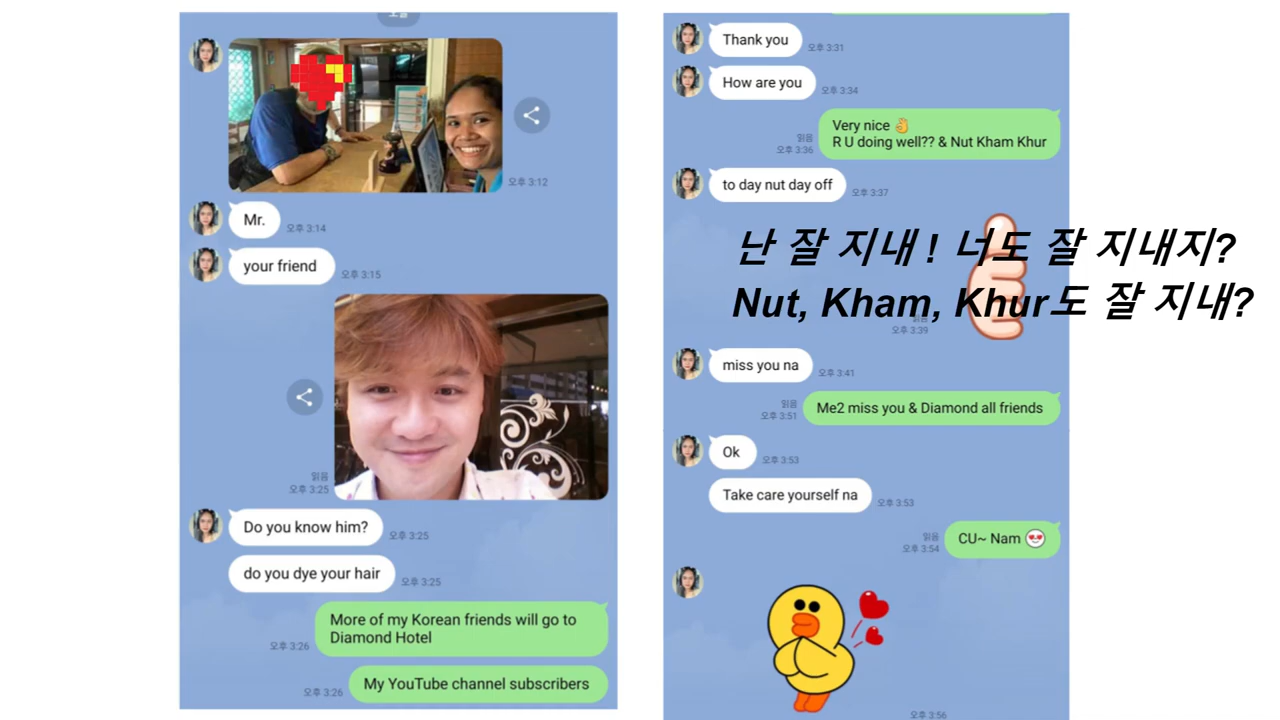 오늘
오후 3:12
Mr.
오후 3:14
your friend
오후 3:15
읽음
오후 3:25
Do you know him?
오후 3:25
do you dye your hair
오후 3:25
More of my Korean friends will go to
Diamond Hotel
오후 3:26
My YouTube channel subscribers
오후 3:26
Thank you
오후 3:31
How are you
오후 3:34
Very nice 👌
R U doing well?? & Nut Kham Khur
읽음
오후 3:36
to day nut day off
오후 3:37
난 잘 지내 ! 너도 잘 지내지?
Nut, Kham, Khur도 잘 지내?
읽음
오후 3:39
miss you na
오후 3:41
Me2 miss you & Diamond all friends
읽음
오후 3:51
Ok
오후 3:53
Take care yourself na
오후 3:53
CU~ Nam 😍
읽음
오후 3:54
오후 3:56